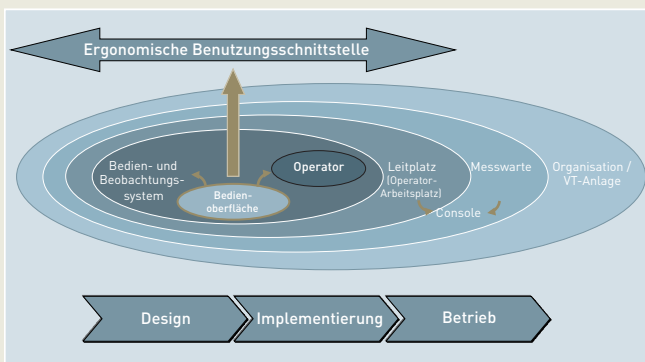 Ergonomische Benutzungsschnittstelle
Bedien- und
Beobachtungs-
system
Bedien-
oberfläche
Operator
Leitplatz
(Operator-
Arbeitsplatz)
Console
Messwarte
Organisation /
VT-Anlage
Design
Implementierung
Betrieb